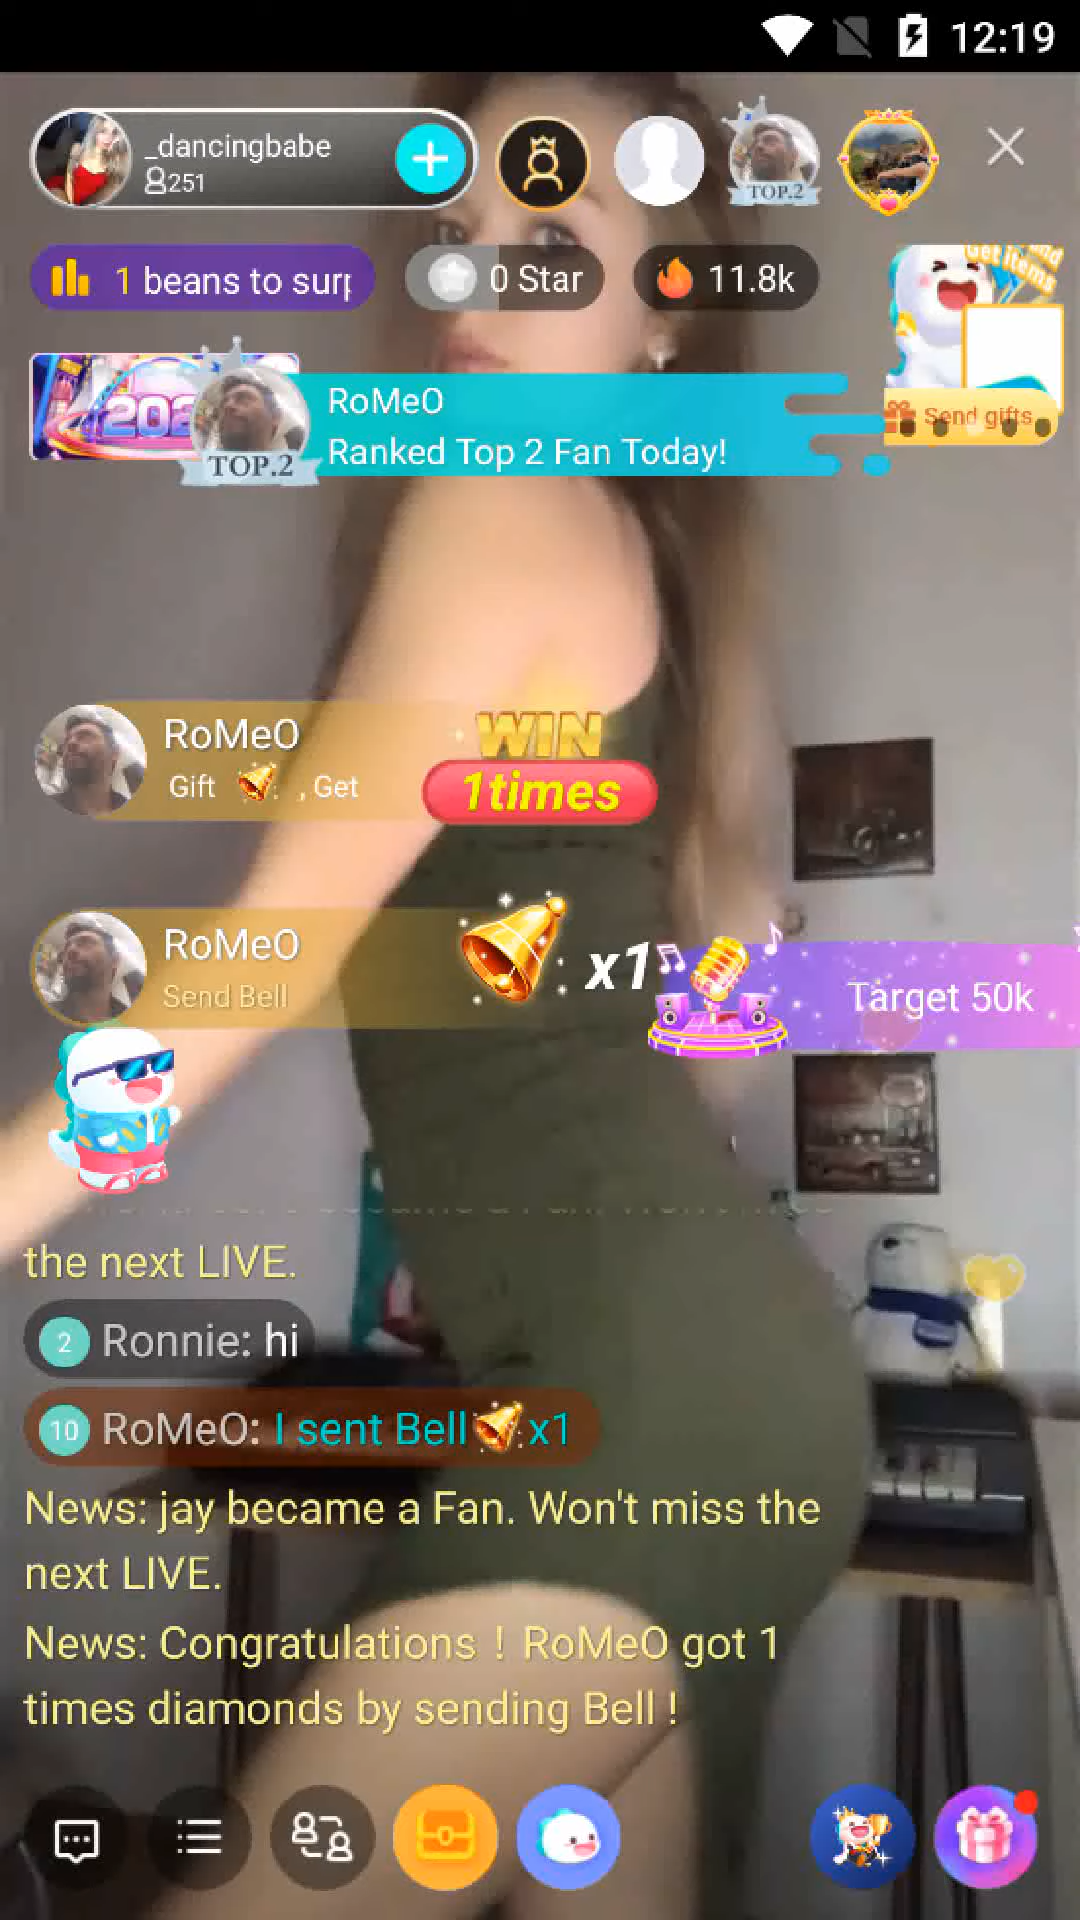 12:19
_dancingbabe
251
TOP.2
1 beans to surp
0 Star
11.8k
Get items
Send gifts
202
TOP.2
RoMeO
Ranked Top 2 Fan Today!
RoMeO
Gift , Get
WIN
1times
RoMeO
Send Bell
x1
Target 50k
the next LIVE.
2 Ronnie: hi
10 RoMeO: I sent Bell x1
News: jay became a Fan. Won't miss the
next LIVE.
News: Congratulations ! RoMeO got 1
times diamonds by sending Bell !